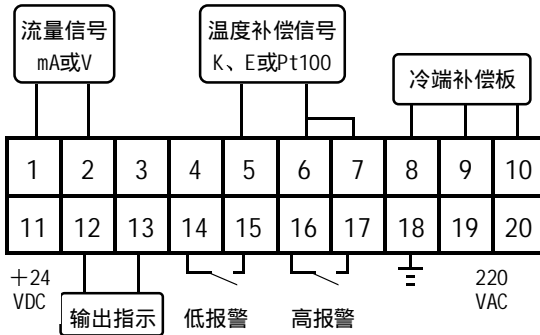 流量信号
mA或V
温度补偿信号
K、E或Pt100
冷端补偿板
1 2 3 4 5 6 7 8 9 10
11 12 13 14 15 16 17 18 19 20
+24
VDC
输出指示
低报警
高报警
220
VAC